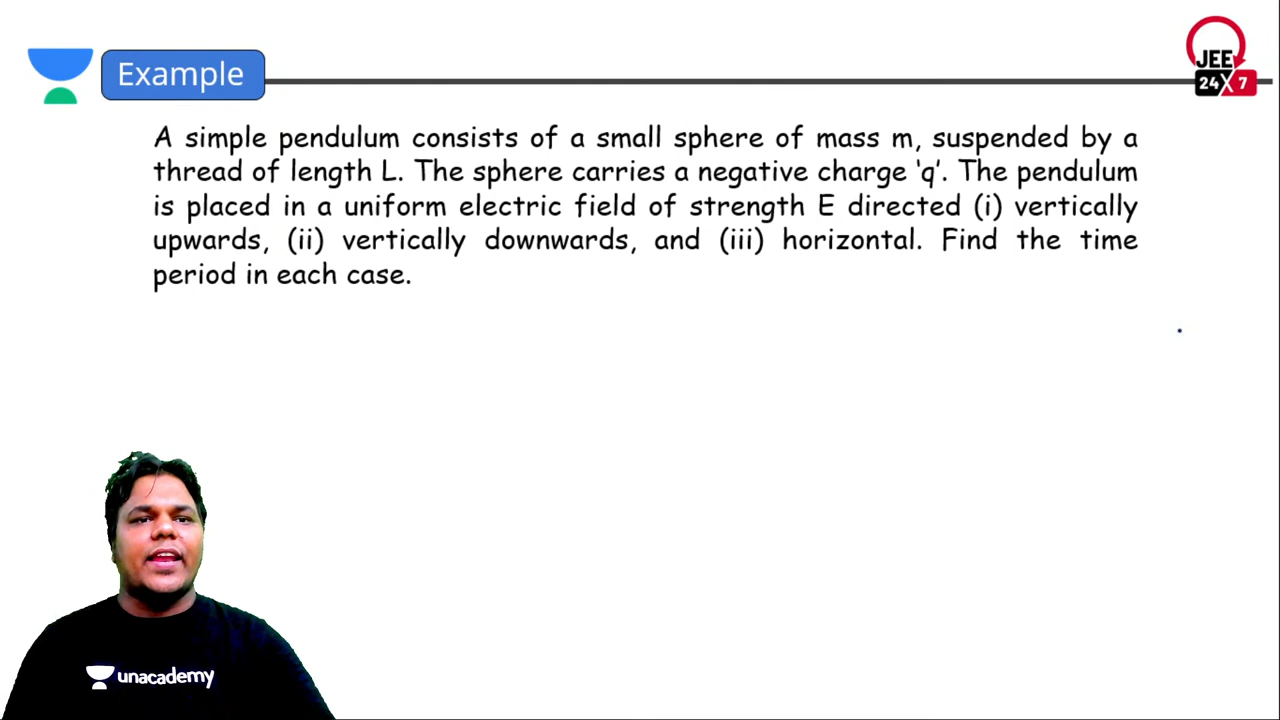 Example
JEE
24X7
A simple pendulum consists of a small sphere of mass m, suspended by a
thread of length L. The sphere carries a negative charge ‘q’. The pendulum
is placed in a uniform electric field of strength E directed (i) vertically
upwards, (ii) vertically downwards, and (iii) horizontal. Find the time
period in each case.
unacademy